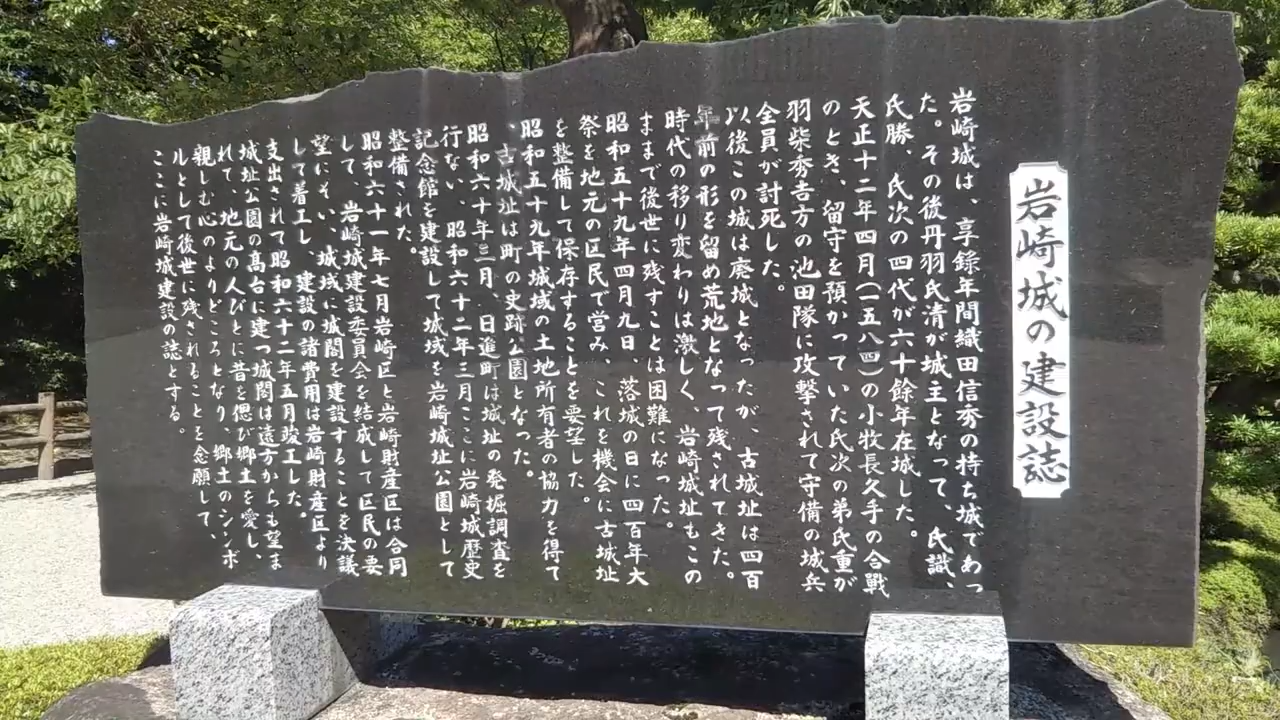 岩崎城の建設誌
岩崎城は、享録年間織田信秀の持ち城であっ
た。その後丹羽氏清が城主となって、氏識、
氏勝、氏次の四代が六十余年在城した。
天正十二年四月(一五八四)の小牧長久手の合戰
のとき、留守を預かっていた氏次の弟氏重が
羽柴秀吉方の池田隊に攻撃されて守備の城兵
全員が討死した。
以後この城は廃城となったが、古城址は四百
年前の形を留め荒地となって残されてきた。
時代の移り変わりは激しく、岩崎城址もこの
ままで後世に残すことは困難になった。
昭和五十九年四月九日、落城の日に四百年大
祭を地元の区民で営み、これを機会に古城址
を整備して保存することを要望した。
昭和五十九年城域の土地所有者の協力を得て
、古城址は町の史跡公園となった。
昭和六十年三月、日進町は城址の発掘調査を
行ない、昭和六十二年三月ここに岩崎城歴史
記念館を建設して城域を岩崎城址公園として
整備された。
昭和六十一年七月岩崎区と岩崎財産区は合同
して、岩崎城建設委員会を結成して区民の要
望にそい、城域に城閣を建設することを決議
して着工し、建設の諸費用は岩崎財産区より
支出されて昭和六十二年五月竣工した。
城址公園の高台に建つ城閣は遠方からも望ま
れて、地元の人びとに昔を偲び郷土を愛し、
親しむ心のよりどころとなり、郷土のシンボ
ルとして後世に残されることを念願して、
ここに岩崎城建設の誌とする。